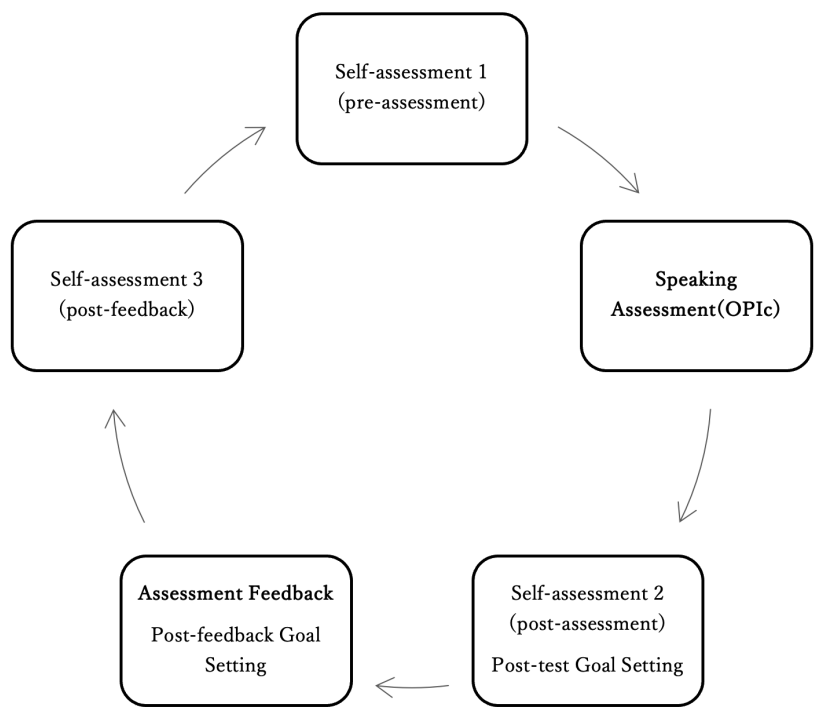 Self-assessment 1
(pre-assessment)
Speaking
Assessment(OPIc)
Self-assessment 2
(post-assessment)
Post-test Goal Setting
Assessment Feedback
Post-feedback Goal
Setting
Self-assessment 3
(post-feedback)